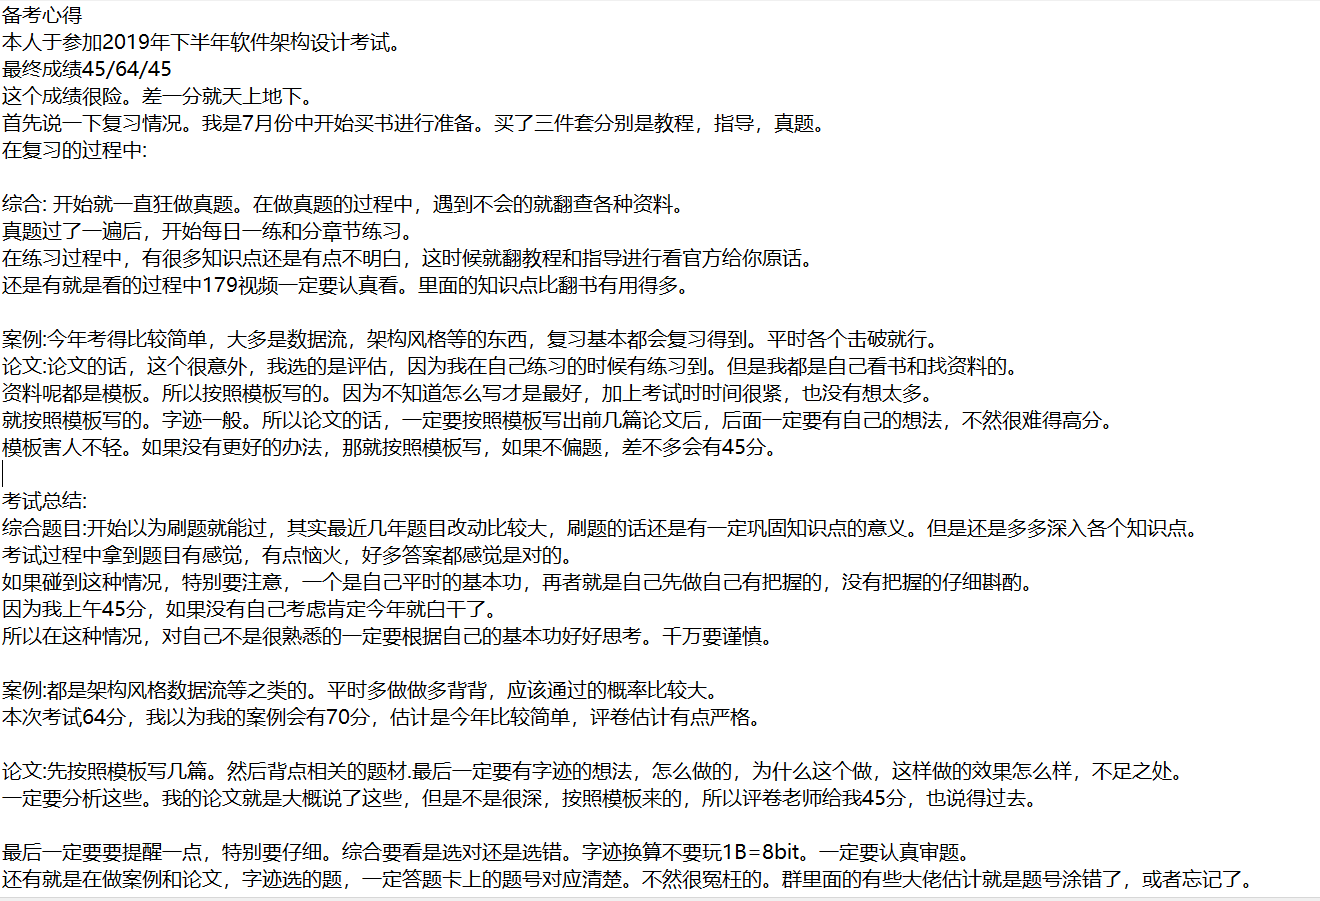 备考心得
本人于参加2019年下半年软件架构设计考试。
最终成绩45/64/45
这个成绩很险。差一分就天上地下。
首先说一下复习情况。我是7月份中开始买书进行准备。买了三件套分别是教程，指导，真题。
在复习的过程中:
综合: 开始就一直狂做真题。在做真题的过程中，遇到不会的就翻查各种资料。
真题过了一遍后，开始每日一练和分章节练习。
在练习过程中，有很多知识点还是有点不明白，这时候就翻教程和指导进行看官方给你原话。
还是有就是看的过程中179视频一定要认真看。里面的知识点比翻书有用得多。
案例:今年考得比较简单，大多是数据流，架构风格等的东西，复习基本都会复习得到。平时各个击破就行。
论文:论文的话，这个很意外，我选的是评估，因为我在自己练习的时候有练习到。但是我都是自己看书和找资料的。
资料呢都是模板。所以按照模板写的。因为不知道怎么写才是最好，加上考试时时间很紧，也没有想太多。
就按照模板写的。字迹一般。所以论文的话，一定要按照模板写出前几篇论文后，后面一定要有自己的想法，不然很难得高分。
模板害人不轻。如果没有更好的办法，那就按照模板写，如果不偏题，差不多会有45分。
考试总结:
综合题目:开始以为刷题就能过，其实最近几年题目改动比较大，刷题的话还是有一定巩固知识点的意义。但是还是多多深入各个知识点。
考试过程中拿到题目有感觉，有点恼火，好多答案都感觉是对的。
如果碰到这种情况，特别要注意，一个是自己平时的基本功，再者就是自己先做自己有把握的，没有把握的仔细斟酌。
因为我上午45分，如果没有自己考虑肯定今年就白干了。
所以在这种情况，对自己不是很熟悉的一定要根据自己的基本功好好思考。千万要谨慎。
案例:都是架构风格数据流等之类的。平时多做做多背背，应该通过的概率比较大。
本次考试64分，我以为我的案例会有70分，估计是今年比较简单，评卷估计有点严格。
论文:先按照模板写几篇。然后背点相关的题材.最后一定要有字迹的想法，怎么做的，为什么这个做，这样做的效果怎么样，不足之处。
一定要分析这些。我的论文就是大概说了这些，但是不是很深，按照模板来的，所以评卷老师给我45分，也说得过去。
最后一定要要提醒一点，特别要仔细。综合要看是选对还是选错。字迹换算不要玩1B=8bit。一定要认真审题。
还有就是在做案例和论文，字迹选的题，一定答题卡上的题号对应清楚。不然很冤枉的。群里面的有些大佬估计就是题号涂错了，或者忘记了。